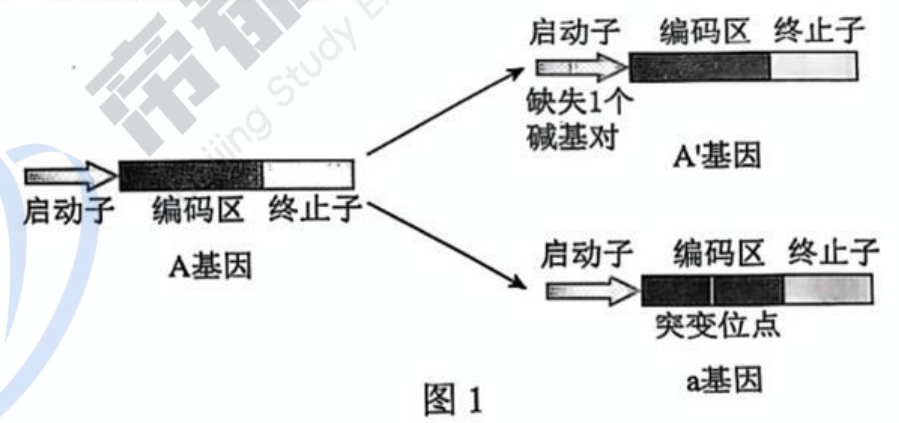 启动子 编码区 终止子
缺失1个
碱基对
A'基因
启动子 编码区 终止子
A基因
启动子 编码区 终止子
突变位点
a基因
图 1
jing Study